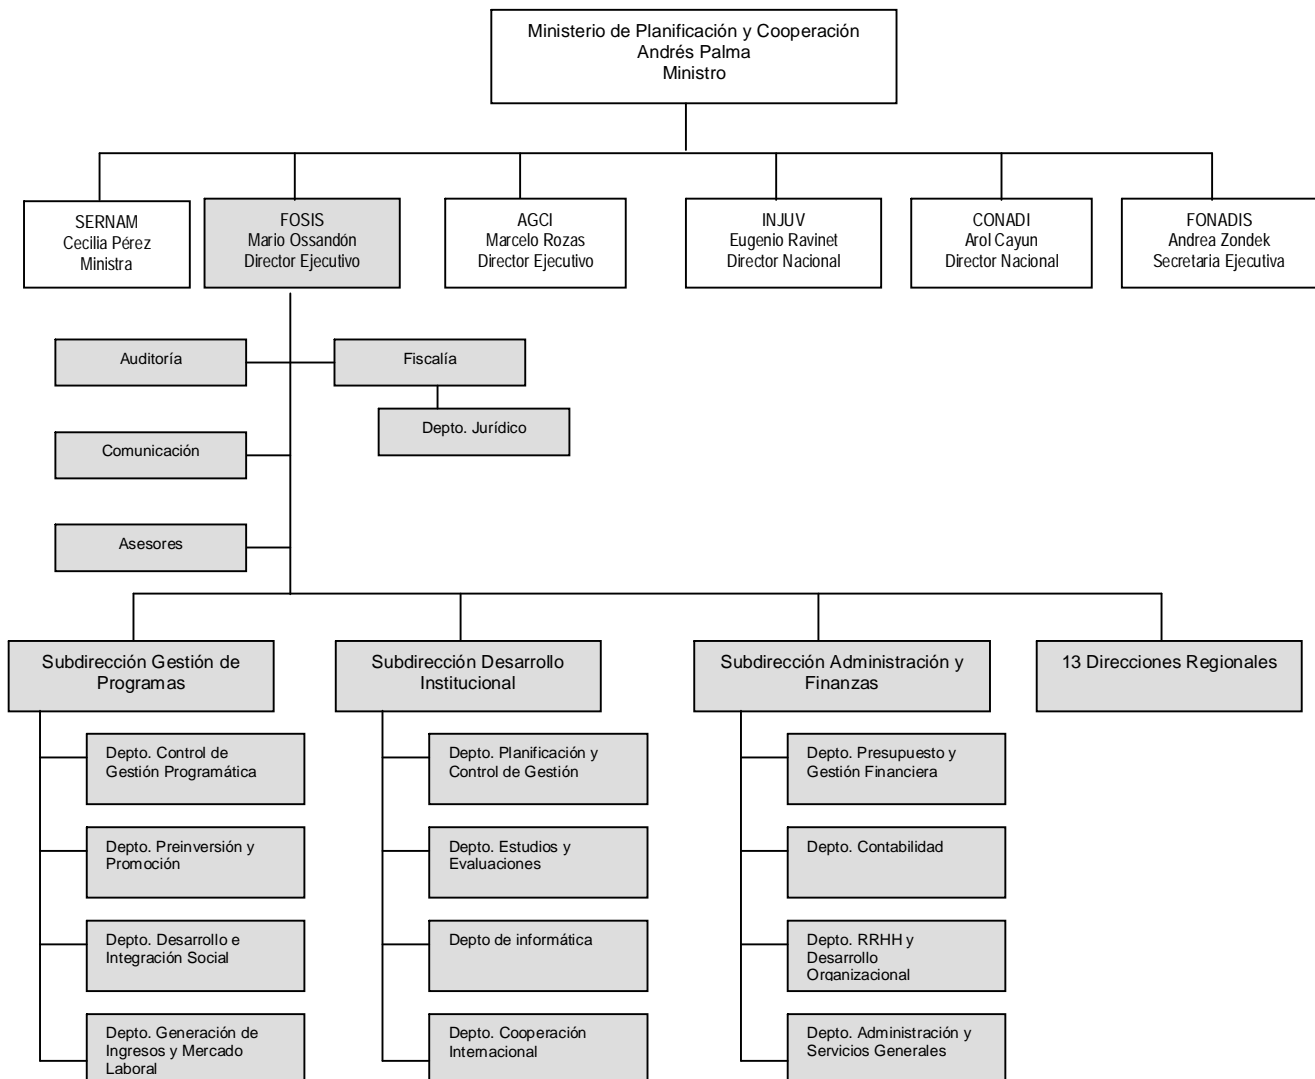 Ministerio de Planificación y Cooperación
Andrés Palma
Ministro
SERNAM
Cecilia Pérez
Ministra
FOSIS
Mario Ossandón
Director Ejecutivo
AGCI
Marcelo Rozas
Director Ejecutivo
INJUV
Eugenio Ravinet
Director Nacional
CONADI
Arol Cayun
Director Nacional
FONADIS
Andrea Zondek
Secretaria Ejecutiva
Auditoría
Fiscalía
Depto. Jurídico
Comunicación
Asesores
Subdirección Gestión de
Programas
Subdirección Desarrollo
Institucional
Subdirección Administración y
Finanzas
13 Direcciones Regionales
Depto. Control de
Gestión Programática
Depto. Preinversión y
Promoción
Depto. Desarrollo e
Integración Social
Depto. Generación de
Ingresos y Mercado
Laboral
Depto. Planificación y
Control de Gestión
Depto. Estudios y
Evaluaciones
Depto de informática
Depto. Cooperación
Internacional
Depto. Presupuesto y
Gestión Financiera
Depto. Contabilidad
Depto. RRHH y
Desarrollo
Organizacional
Depto. Administración y
Servicios Generales